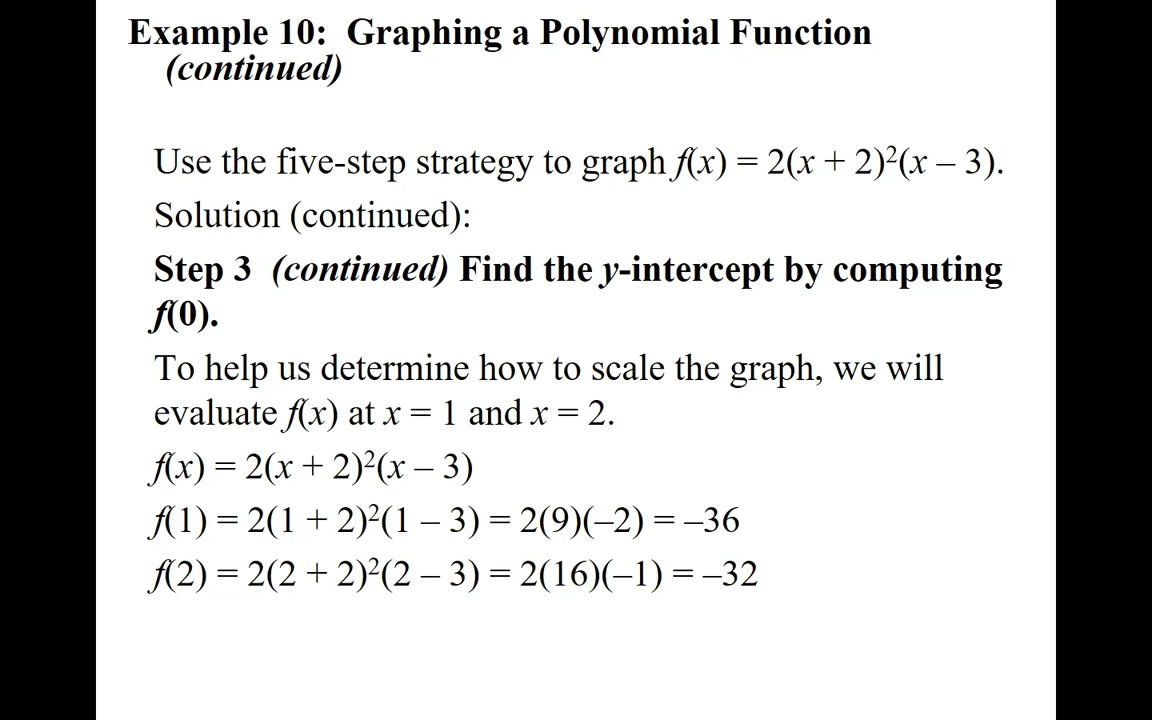 Example 10: Graphing a Polynomial Function
(continued)
Use the five-step strategy to graph f(x) = 2(x + 2)²(x – 3).
Solution (continued):
Step 3 (continued) Find the y-intercept by computing
f(0).
To help us determine how to scale the graph, we will
evaluate f(x) at x = 1 and x = 2.
f(x) = 2(x + 2)²(x – 3)
f(1) = 2(1 + 2)²(1 – 3) = 2(9)(–2) = –36
f(2) = 2(2 + 2)²(2 – 3) = 2(16)(–1) = –32